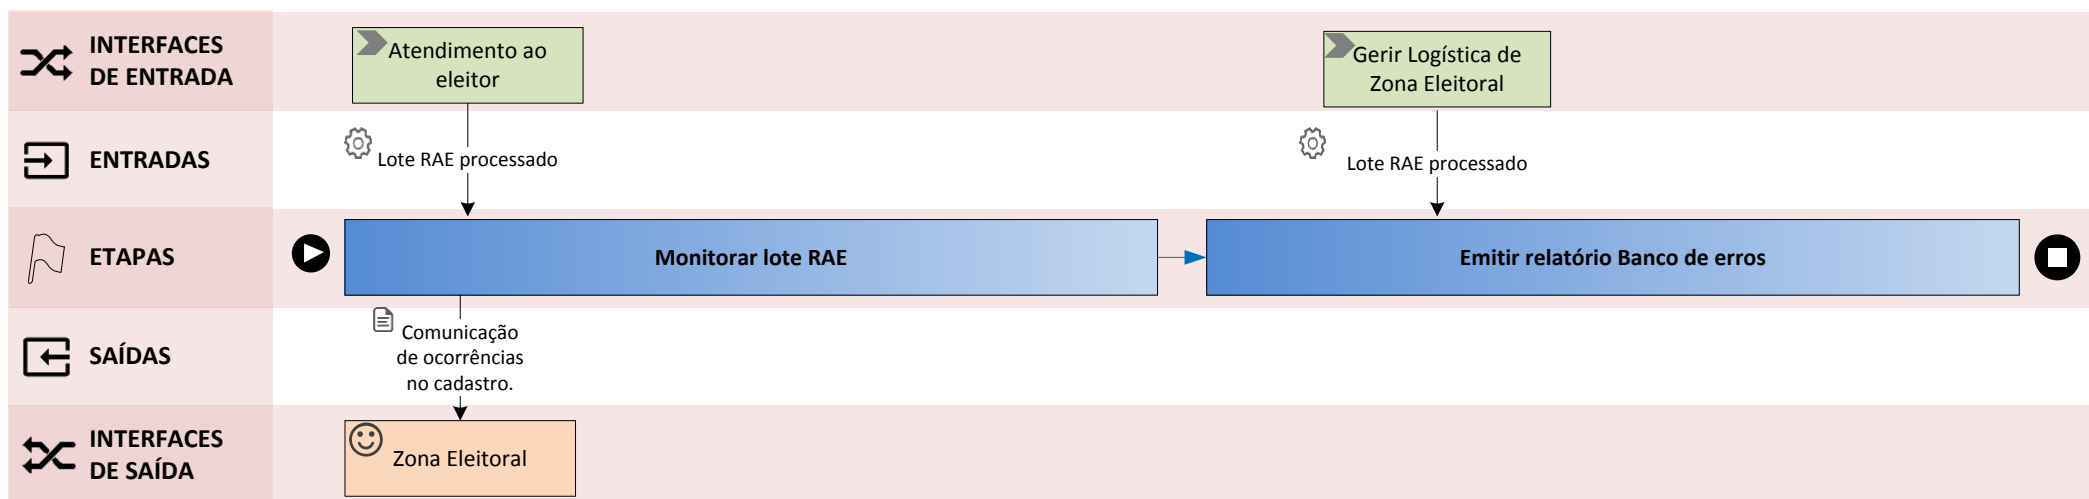 INTERFACES
DE ENTRADA
Atendimento ao
eleitor
Gerir Logística de
Zona Eleitoral
ENTRADAS
Lote RAE processado
Lote RAE processado
ETAPAS
Monitorar lote RAE
Emitir relatório Banco de erros
SAÍDAS
Comunicação
de ocorrências
no cadastro.
INTERFACES
DE SAÍDA
Zona Eleitoral